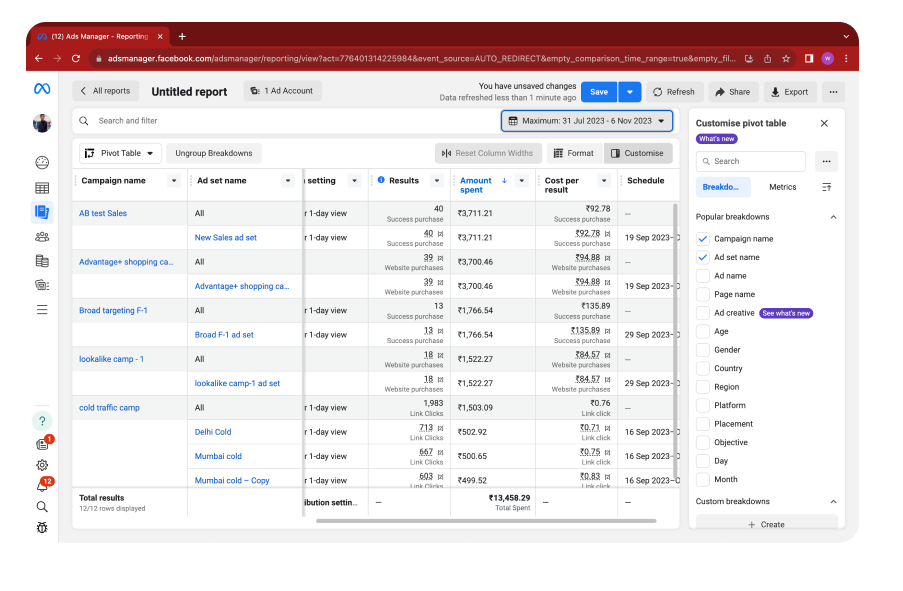 (12) Ads Manager - Reporting
adsmanager.facebook.com/adsmanager/reporting/view?act=776401314225984&event_source=AUTO_REDIRECT&empty_comparison_time_range=true&empty_fil...
W
All reports
Untitled report
1 Ad Account
You have unsaved changes
Data refreshed less than 1 minute ago
Save
Refresh
Share
Export
Search and filter
Maximum: 31 Jul 2023 - 6 Nov 2023
Pivot Table
Ungroup Breakdowns
Reset Column Widths
Format
Customise
Campaign name
Ad set name
setting
Results
Amount spent
Cost per result
Schedule
AB test Sales
All
r 1-day view
40
Success purchase
₹3,711.21
₹92.78
Success purchase
—
New Sales ad set
r 1-day view
40
Success purchase
₹3,711.21
₹92.78
Success purchase
19 Sep 2023–
Advantage+ shopping ca...
All
r 1-day view
39
Website purchases
₹3,700.46
₹94.88
Website purchases
—
Advantage+ shopping ca...
r 1-day view
39
Website purchases
₹3,700.46
₹94.88
Website purchases
19 Sep 2023–
Broad targeting F-1
All
r 1-day view
13
Success purchase
₹1,766.54
₹135.89
Success purchase
—
Broad F-1 ad set
r 1-day view
13
Success purchase
₹1,766.54
₹135.89
Success purchase
29 Sep 2023–
lookalike camp - 1
All
r 1-day view
18
Website purchases
₹1,522.27
₹84.57
Website purchases
—
lookalike camp-1 ad set
r 1-day view
18
Website purchases
₹1,522.27
₹84.57
Website purchases
29 Sep 2023–
cold traffic camp
All
r 1-day view
1,983
Link Clicks
₹1,503.09
₹0.76
Link click
—
Delhi Cold
r 1-day view
713
Link Clicks
₹502.92
₹0.71
Link click
16 Sep 2023–
Mumbai cold
r 1-day view
667
Link Clicks
₹500.65
₹0.75
Link click
16 Sep 2023–
Mumbai cold – Copy
r 1-day view
603
Link Clicks
₹499.52
₹0.83
Link click
16 Sep 2023–
Total results
12/12 rows displayed
ibution settin...
—
₹13,458.29
Total Spent
—
—
Customise pivot table
What's new
Search
Breakdo...
Metrics
Popular breakdowns
Campaign name
Ad set name
Ad name
Page name
Ad creative
See what's new
Age
Gender
Country
Region
Platform
Placement
Objective
Day
Month
Custom breakdowns
+ Create
?
1
12